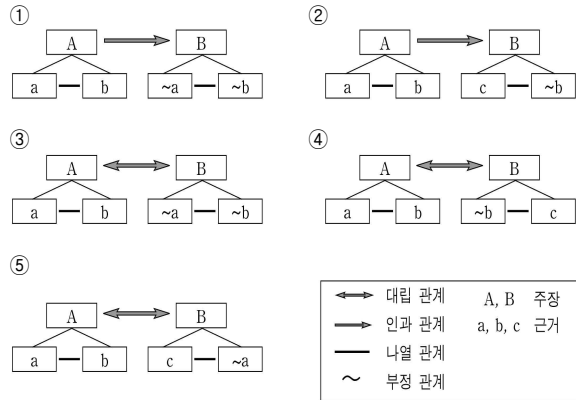 ① ②
A B A B
a b ~a ~b a b c ~b
③ ④
A B A B
a b ~a ~b a b ~b c
⑤
A B
a b c ~a
대립 관계 A, B 주장
인과 관계 a, b, c 근거
나열 관계
~ 부정 관계